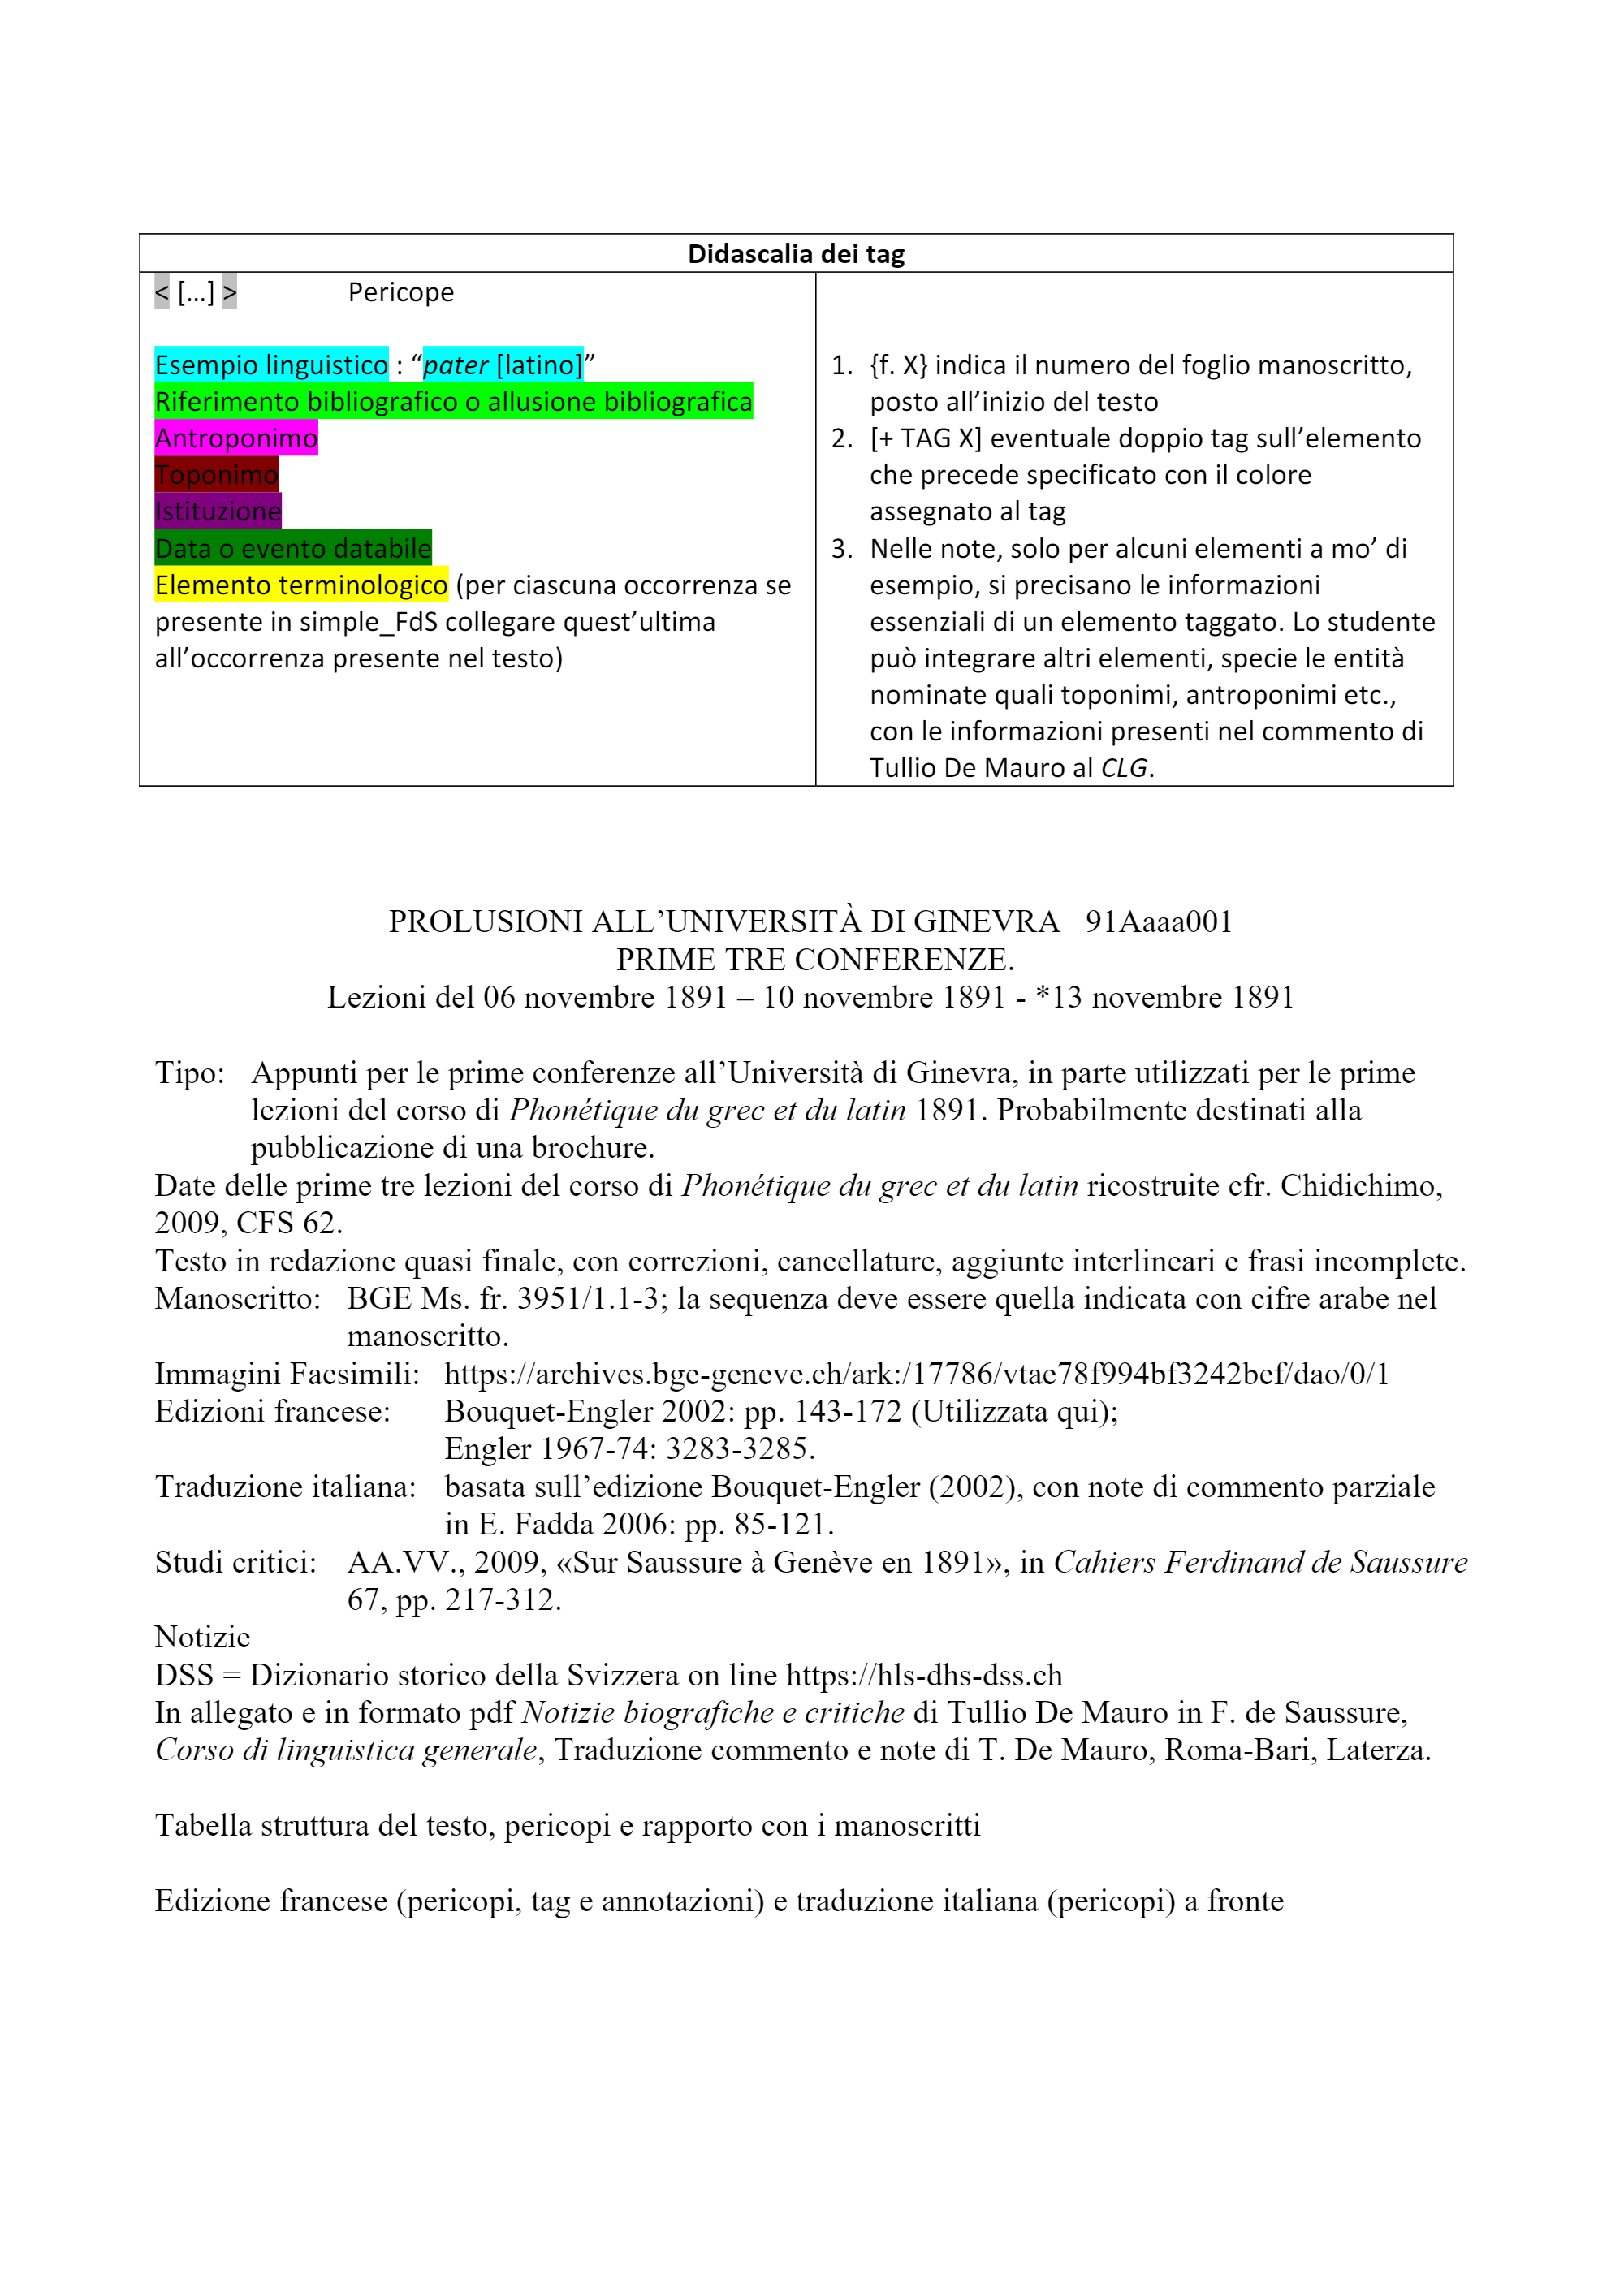 Didascalia dei tag
< [...] > Pericope
Esempio linguistico : “pater [latino]”
Riferimento bibliografico o allusione bibliografica
Antroponimo
Toponimo
Istituzione
Data o evento databile
Elemento terminologico (per ciascuna occorrenza se
presente in simple_FdS collegare quest’ultima
all’occorrenza presente nel testo)
1. {f. X} indica il numero del foglio manoscritto,
posto all’inizio del testo
2. [+ TAG X] eventuale doppio tag sull’elemento
che precede specificato con il colore
assegnato al tag
3. Nelle note, solo per alcuni elementi a mo’ di
esempio, si precisano le informazioni
essenziali di un elemento taggato. Lo studente
può integrare altri elementi, specie le entità
nominate quali toponimi, antroponimi etc.,
con le informazioni presenti nel commento di
Tullio De Mauro al CLG.
PROLUSIONI ALL’UNIVERSITÀ DI GINEVRA 91Aaaa001
PRIME TRE CONFERENZE.
Lezioni del 06 novembre 1891 – 10 novembre 1891 - *13 novembre 1891
Tipo: Appunti per le prime conferenze all’Università di Ginevra, in parte utilizzati per le prime
lezioni del corso di Phonétique du grec et du latin 1891. Probabilmente destinati alla
pubblicazione di una brochure.
Date delle prime tre lezioni del corso di Phonétique du grec et du latin ricostruite cfr. Chidichimo,
2009, CFS 62.
Testo in redazione quasi finale, con correzioni, cancellature, aggiunte interlineari e frasi incomplete.
Manoscritto: BGE Ms. fr. 3951/1.1-3; la sequenza deve essere quella indicata con cifre arabe nel
manoscritto.
Immagini Facsimili: https://archives.bge-geneve.ch/ark:/17786/vtae78f994bf3242bef/dao/0/1
Edizioni francese: Bouquet-Engler 2002: pp. 143-172 (Utilizzata qui);
Engler 1967-74: 3283-3285.
Traduzione italiana: basata sull’edizione Bouquet-Engler (2002), con note di commento parziale
in E. Fadda 2006: pp. 85-121.
Studi critici: AA.VV., 2009, «Sur Saussure à Genève en 1891», in Cahiers Ferdinand de Saussure
67, pp. 217-312.
Notizie
DSS = Dizionario storico della Svizzera on line https://hls-dhs-dss.ch
In allegato e in formato pdf Notizie biografiche e critiche di Tullio De Mauro in F. de Saussure,
Corso di linguistica generale, Traduzione commento e note di T. De Mauro, Roma-Bari, Laterza.
Tabella struttura del testo, pericopi e rapporto con i manoscritti
Edizione francese (pericopi, tag e annotazioni) e traduzione italiana (pericopi) a fronte